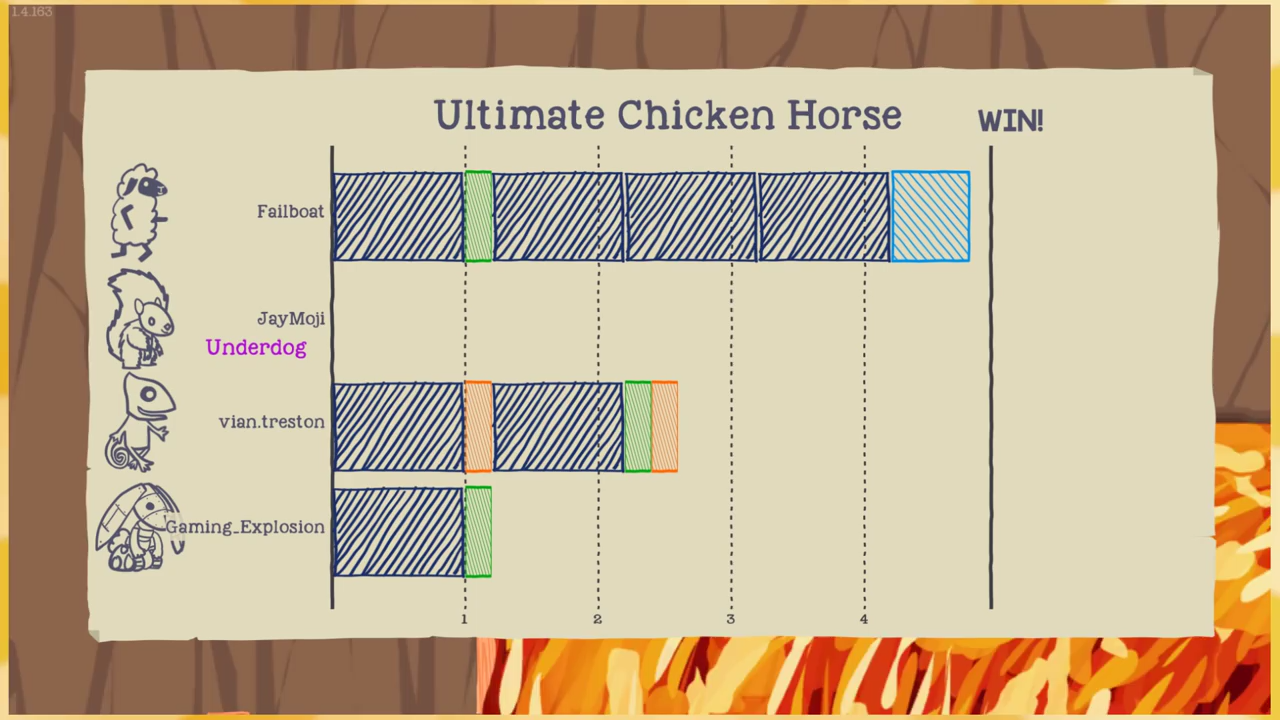 1.4.163
Ultimate Chicken Horse
WIN!
Failboat
JayMoji
Underdog
vian.treston
Gaming_Explosion
1 2 3 4